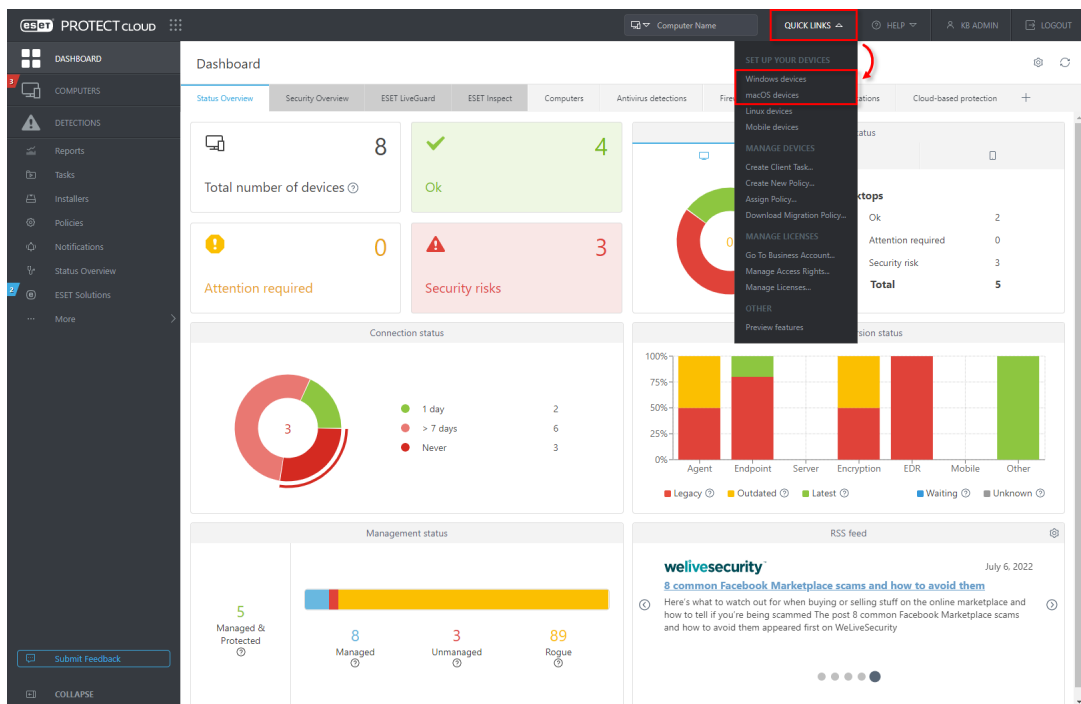 eset PROTECT CLOUD
Computer Name
QUICK LINKS
HELP
KB ADMIN
LOGOUT
3
DASHBOARD
COMPUTERS
DETECTIONS
Reports
Tasks
Installers
Policies
Notifications
Status Overview
2
ESET Solutions
More
Submit Feedback
COLLAPSE
Dashboard
Status Overview
Security Overview
ESET LiveGuard
ESET Inspect
Computers
Antivirus detections
Cloud-based protection
SET UP YOUR DEVICES
Windows devices
macOS devices
Linux devices
Mobile devices
MANAGE DEVICES
Create Client Task...
Create New Policy...
Assign Policy...
Download Migration Policy...
MANAGE LICENSES
Go To Business Account...
Manage Access Rights...
Manage Licenses...
OTHER
Preview features
8
Total number of devices
4
Ok
0
Attention required
3
Security risks
0
Ok 2
Attention required 0
Security risk 3
Total 5
Connection status
3
1 day 2
> 7 days 6
Never 3
status
100%
75%
50%
25%
0%
Agent Endpoint Server Encryption EDR Mobile Other
Legacy Outdated Latest Waiting Unknown
Management status
5
Managed &
Protected
8
Managed
3
Unmanaged
89
Rogue
RSS feed
welivesecurity
July 6, 2022
8 common Facebook Marketplace scams and how to avoid them
Here's what to watch out for when buying or selling stuff on the online marketplace and
how to tell if you're being scammed The post 8 common Facebook Marketplace scams
and how to avoid them appeared first on WeLiveSecurity